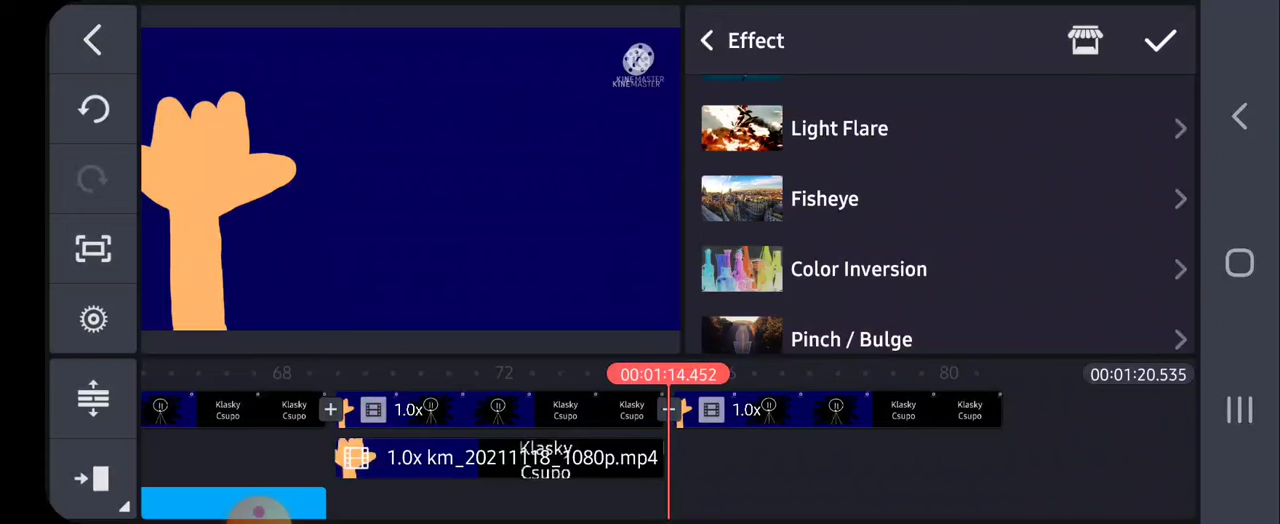 Effect
KINEMASTER
KINEMASTER
Light Flare
Fisheye
Color Inversion
Pinch / Bulge
68
72
00:01:14.452
80
00:01:20.535
Klasky
Csupo
Klasky
Csupo
1.0x
Klasky
Csupo
Klasky
Csupo
1.0x
Klasky
Csupo
Klasky
Csupo
1.0x km_20211118_1080p.mp4
Klasky
Csupo